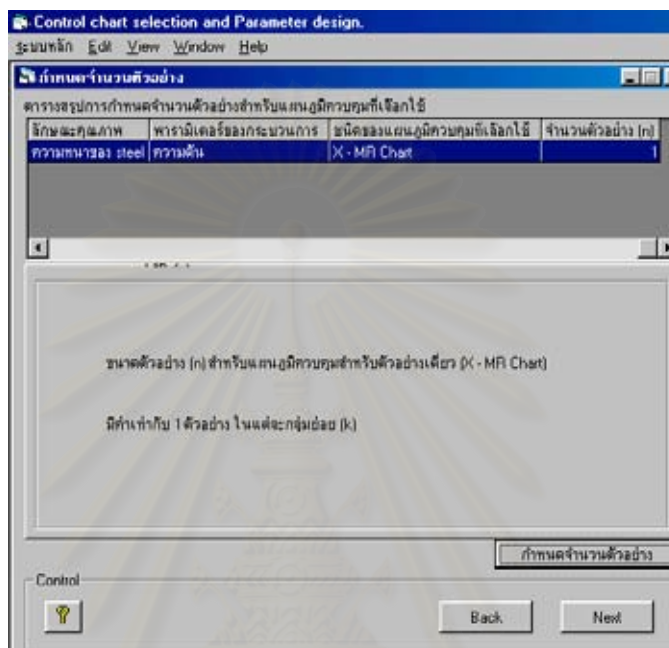 Control chart selection and Parameter design.
ระบบหลัก Edit View Window Help
กำหนดจำนวนตัวอย่าง
ตารางสรุปการกำหนดจำนวนตัวอย่างสำหรับแผนภูมิควบคุมที่เลือกใช้
ลักษณะคุณภาพ พารามิเตอร์ของกระบวนการ ชนิดของแผนภูมิควบคุมที่เลือกใช้ จำนวนตัวอย่าง (n)
ความหนาของ steel ความดัน X - MR Chart 1
ขนาดตัวอย่าง (n) สำหรับแผนภูมิควบคุมสำหรับตัวอย่างเดี่ยว (X - MR Chart)
มีค่าเท่ากับ 1 ตัวอย่าง ในแต่ละกลุ่มย่อย (k)
กำหนดจำนวนตัวอย่าง
Control
? Back Next